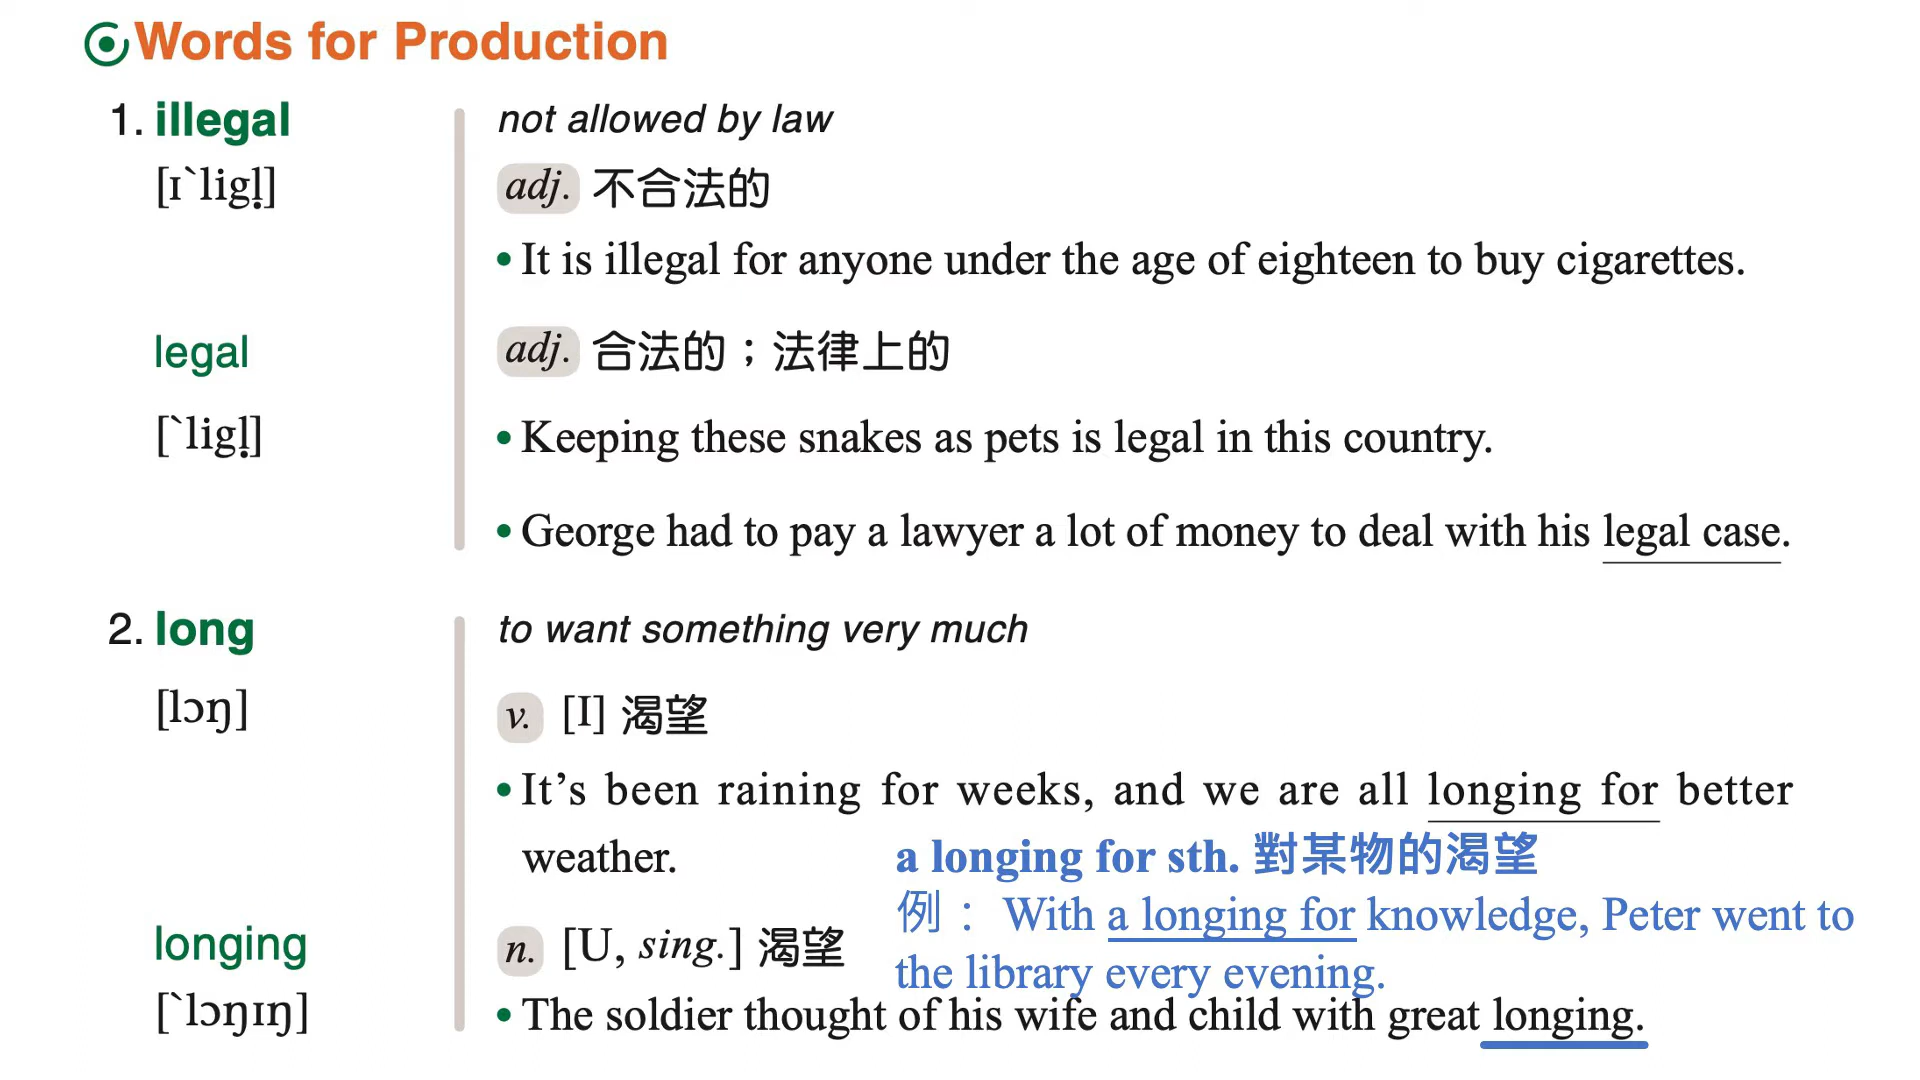 Words for Production
1. illegal
not allowed by law
[ɪˋligḷ]
adj. 不合法的
•It is illegal for anyone under the age of eighteen to buy cigarettes.
legal
adj. 合法的；法律上的
[ˋligḷ]
•Keeping these snakes as pets is legal in this country.
•George had to pay a lawyer a lot of money to deal with his legal case.
2. long
to want something very much
[lɔŋ]
v. [I] 渴望
•It’s been raining for weeks, and we are all longing for better
weather.
a longing for sth. 對某物的渴望
例： With a longing for knowledge, Peter went to
the library every evening.
longing
n. [U, sing.] 渴望
[ˋlɔŋɪŋ]
•The soldier thought of his wife and child with great longing.